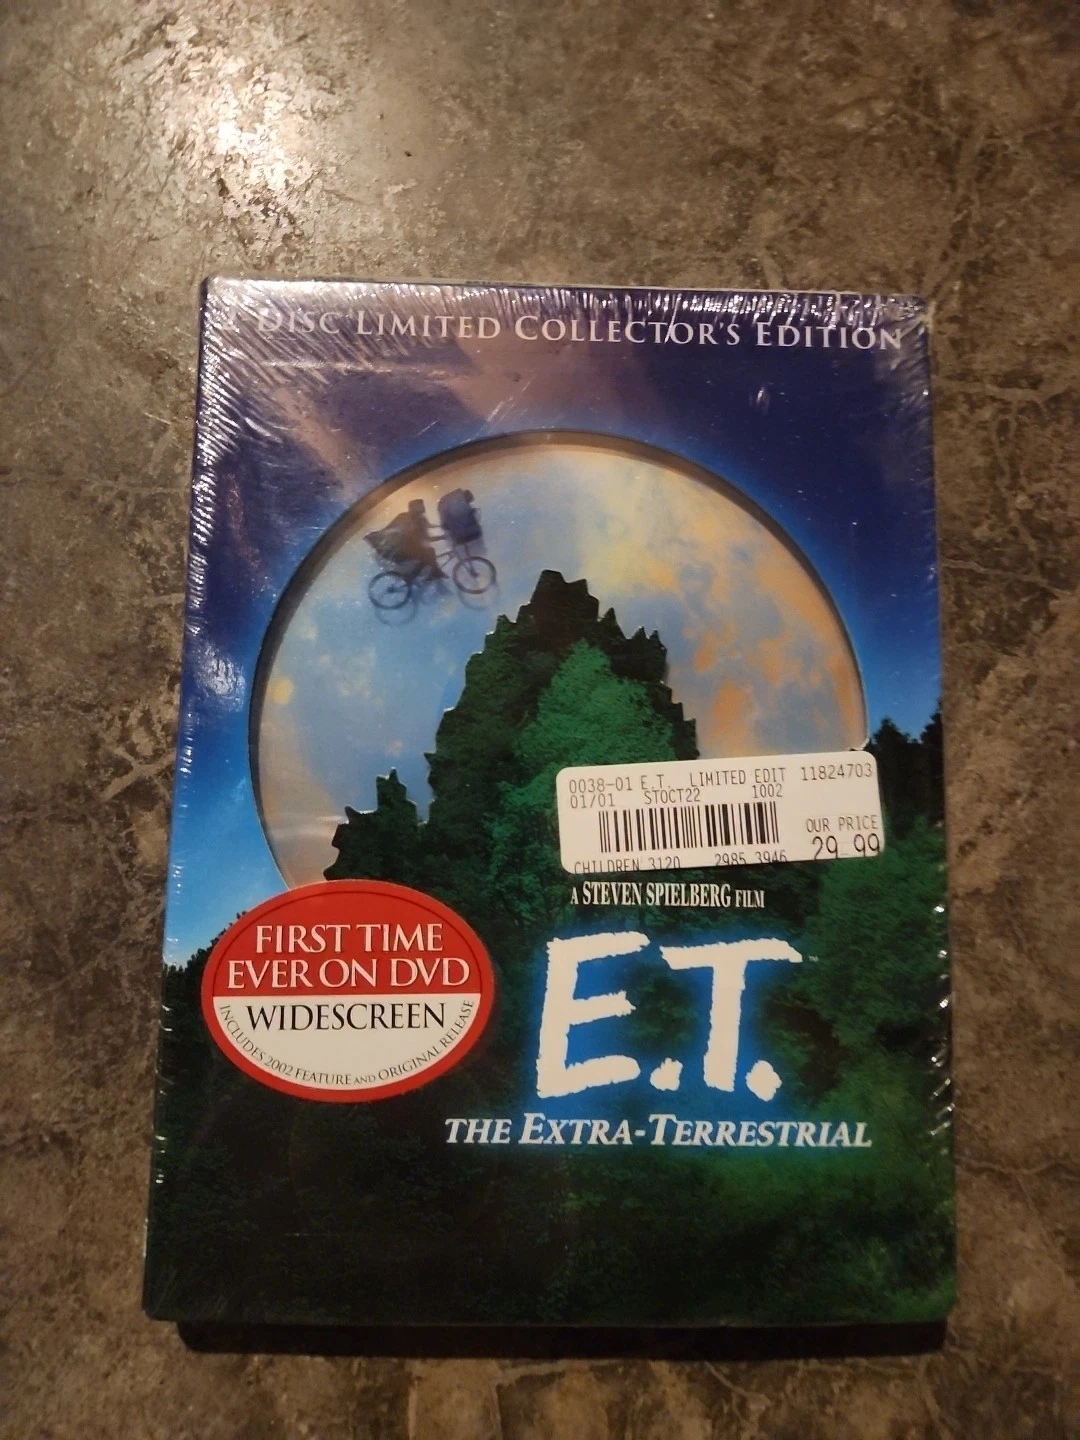 2 DISC LIMITED COLLECTOR'S EDITION
0038-01 E.T. LIMITED EDIT 11824703
01/01 STOCT22 1002
OUR PRICE
29.99
CHILDREN 3120 2985 3946
A STEVEN SPIELBERG FILM
E.T.™
THE EXTRA-TERRESTRIAL
FIRST TIME
EVER ON DVD
WIDESCREEN
INCLUDES 2002 FEATURE AND ORIGINAL RELEASE